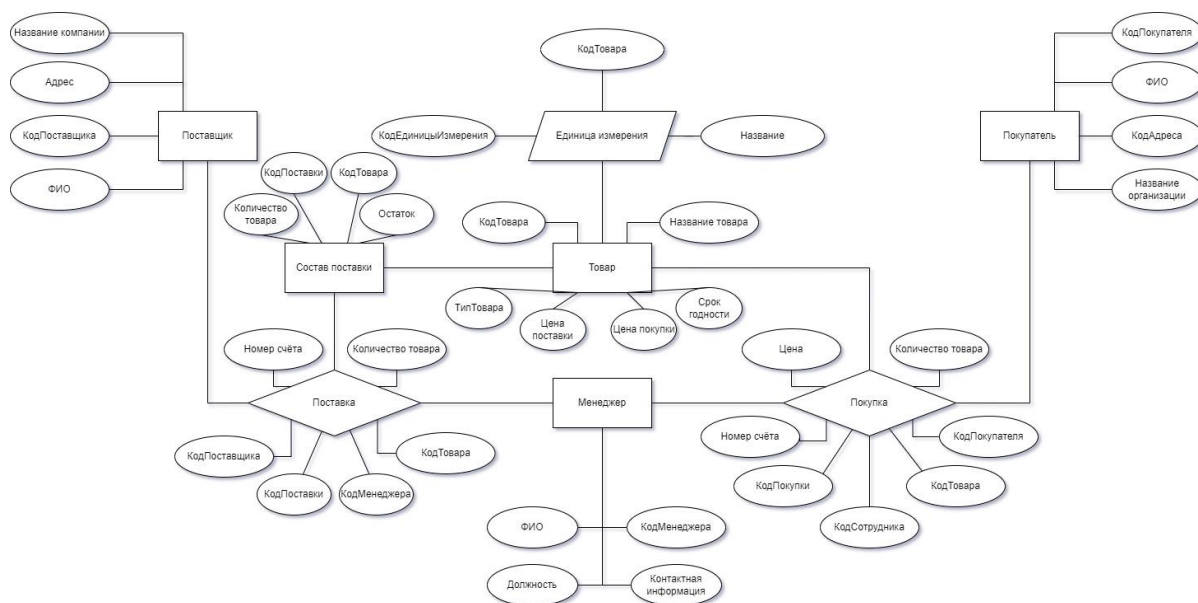 Название компании
Адрес
КодПоставщика
ФИО
Поставщик
КодТовара
КодЕдиницыИзмерения
Единица измерения
Название
КодПокупателя
ФИО
КодАдреса
Название
организации
Покупатель
КодПоставки
КодТовара
Количество
товара
Остаток
Состав поставки
КодТовара
Название товара
Товар
ТипТовара
Цена
поставки
Цена покупки
Срок
годности
Номер счёта
Количество товара
Поставка
КодПоставщика
КодПоставки
КодМенеджера
КодТовара
Менеджер
ФИО
КодМенеджера
Должность
Контактная
информация
Цена
Количество товара
Покупка
Номер счёта
КодПокупателя
КодПокупки
КодТовара
КодСотрудника